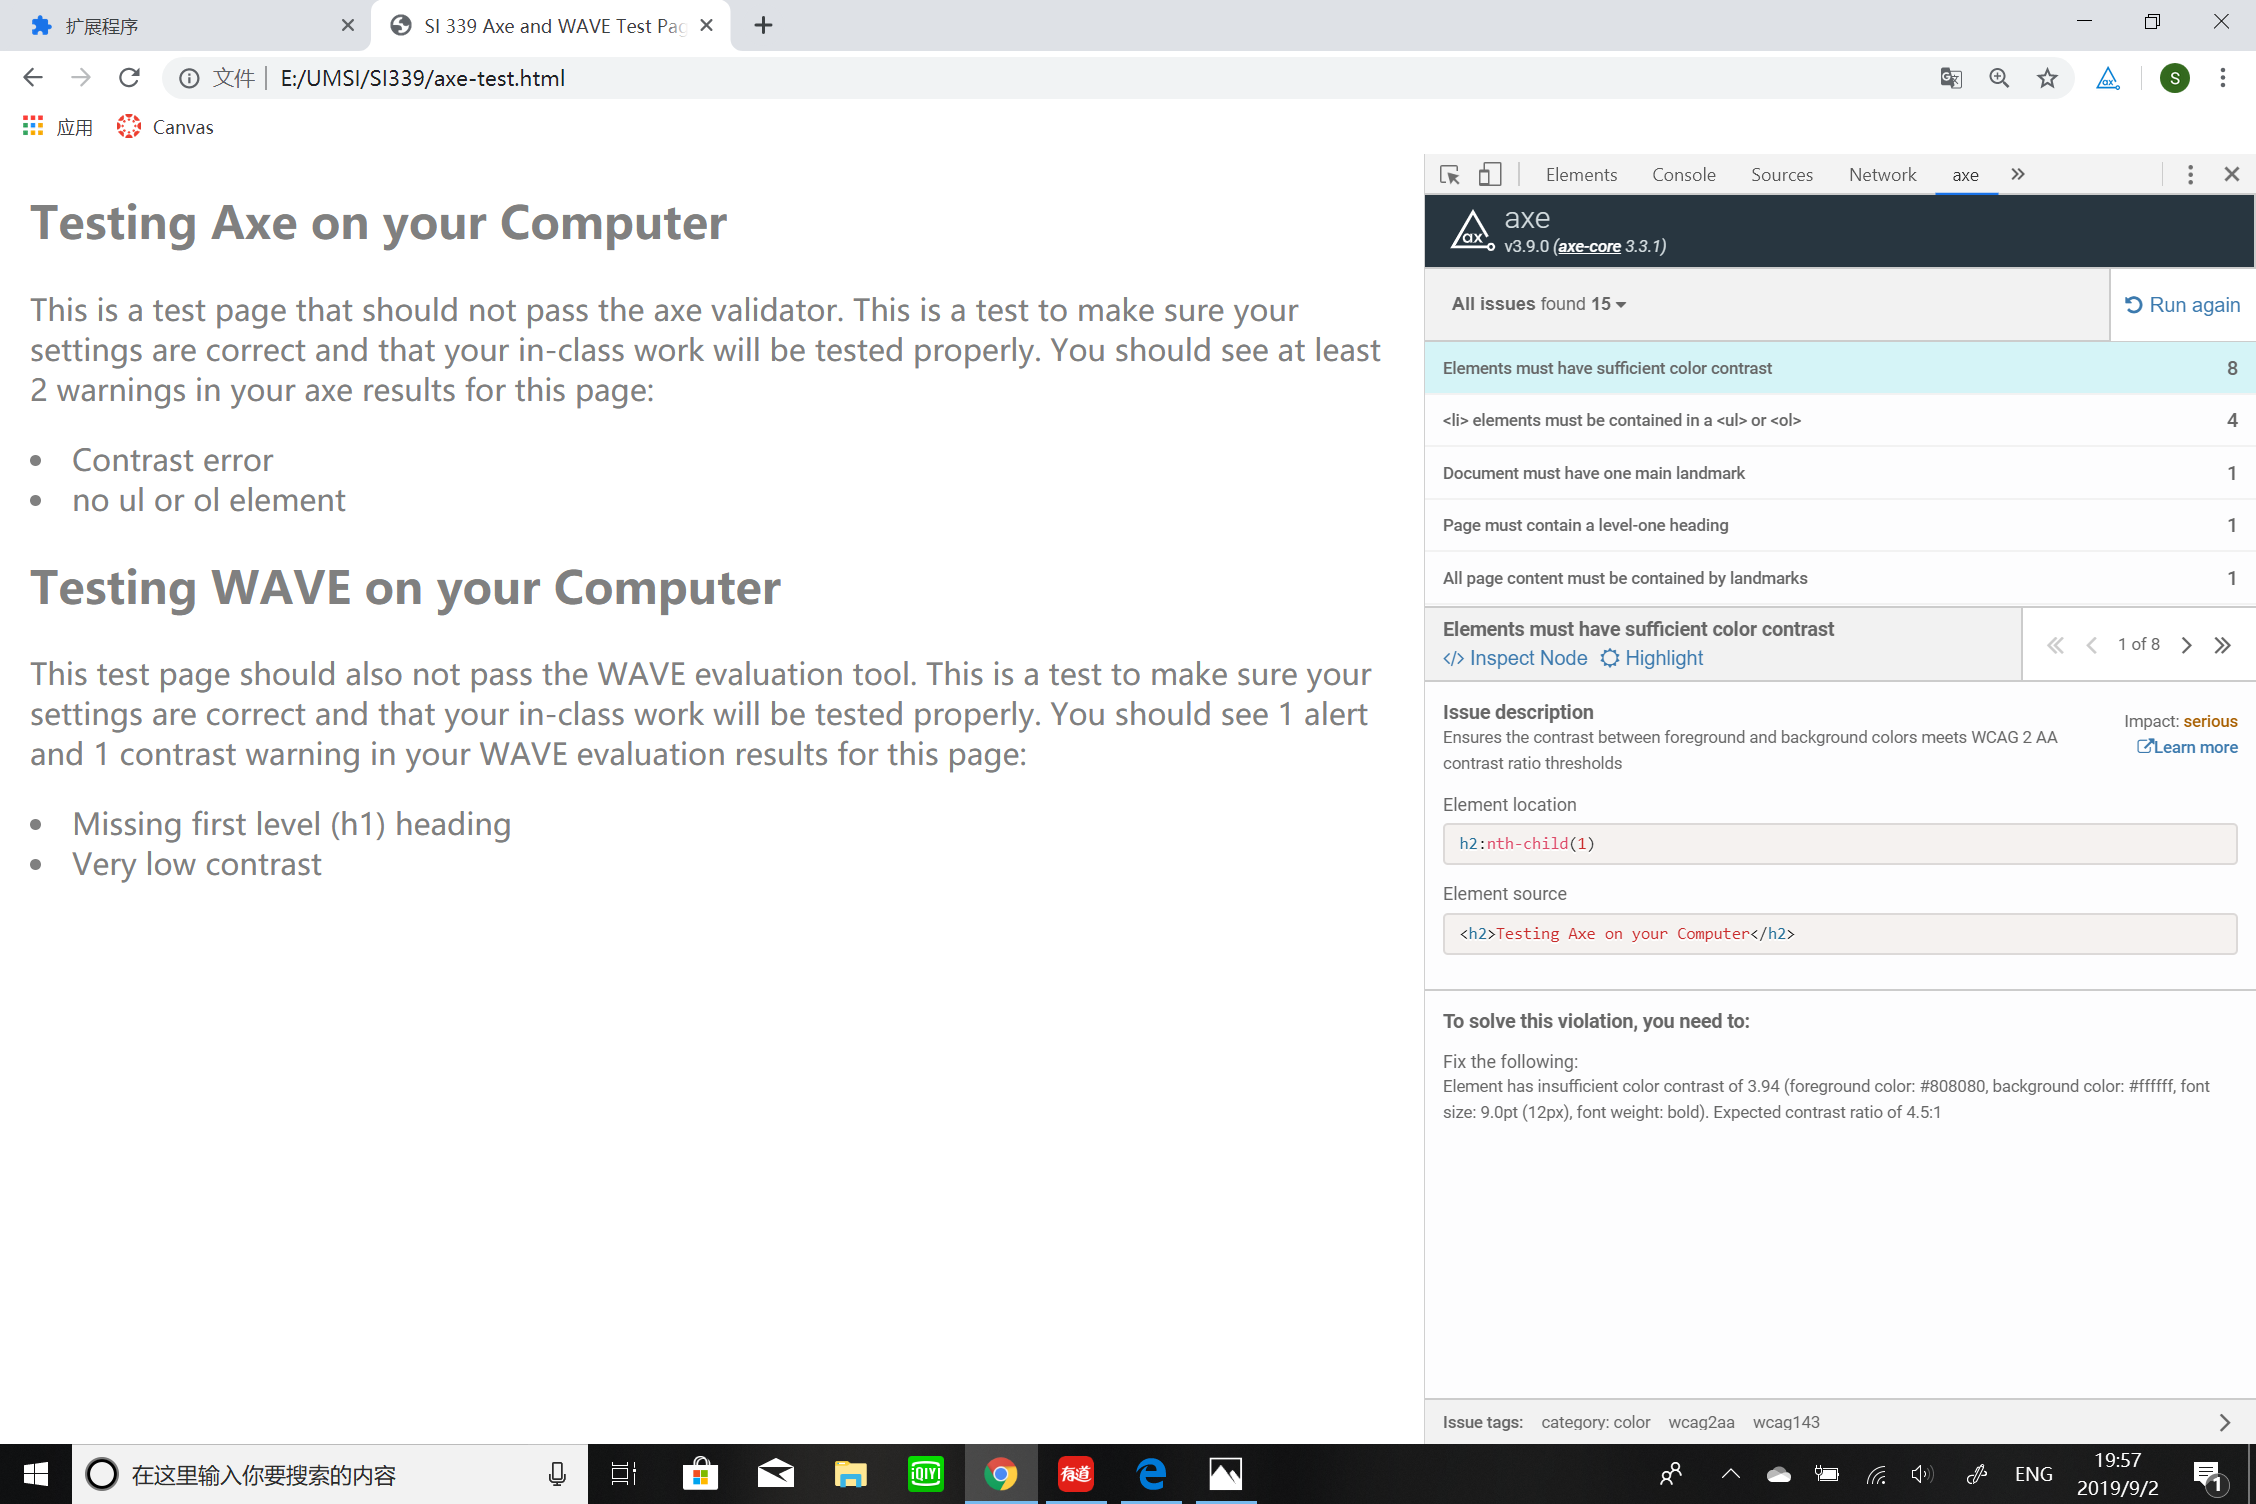 扩展程序
SI 339 Axe and WAVE Test Pag
文件 E:/UMSI/SI339/axe-test.html
S
应用 Canvas
Elements Console Sources Network axe
Testing Axe on your Computer
This is a test page that should not pass the axe validator. This is a test to make sure your
settings are correct and that your in-class work will be tested properly. You should see at least
2 warnings in your axe results for this page:
• Contrast error
• no ul or ol element
Testing WAVE on your Computer
This test page should also not pass the WAVE evaluation tool. This is a test to make sure your
settings are correct and that your in-class work will be tested properly. You should see 1 alert
and 1 contrast warning in your WAVE evaluation results for this page:
• Missing first level (h1) heading
• Very low contrast
ax axe
v3.9.0 (axe-core 3.3.1)
All issues found 15
Run again
Elements must have sufficient color contrast 8
<li> elements must be contained in a <ul> or <ol> 4
Document must have one main landmark 1
Page must contain a level-one heading 1
All page content must be contained by landmarks 1
Elements must have sufficient color contrast
</> Inspect Node Highlight
1 of 8
Issue description
Ensures the contrast between foreground and background colors meets WCAG 2 AA
contrast ratio thresholds
Impact: serious
Learn more
Element location
h2:nth-child(1)
Element source
<h2>Testing Axe on your Computer</h2>
To solve this violation, you need to:
Fix the following:
Element has insufficient color contrast of 3.94 (foreground color: #808080, background color: #ffffff, font
size: 9.0pt (12px), font weight: bold). Expected contrast ratio of 4.5:1
Issue tags: category: color wcag2aa wcag143
在这里输入你要搜索的内容
iQIYI
有道
ENG
19:57
2019/9/2
1